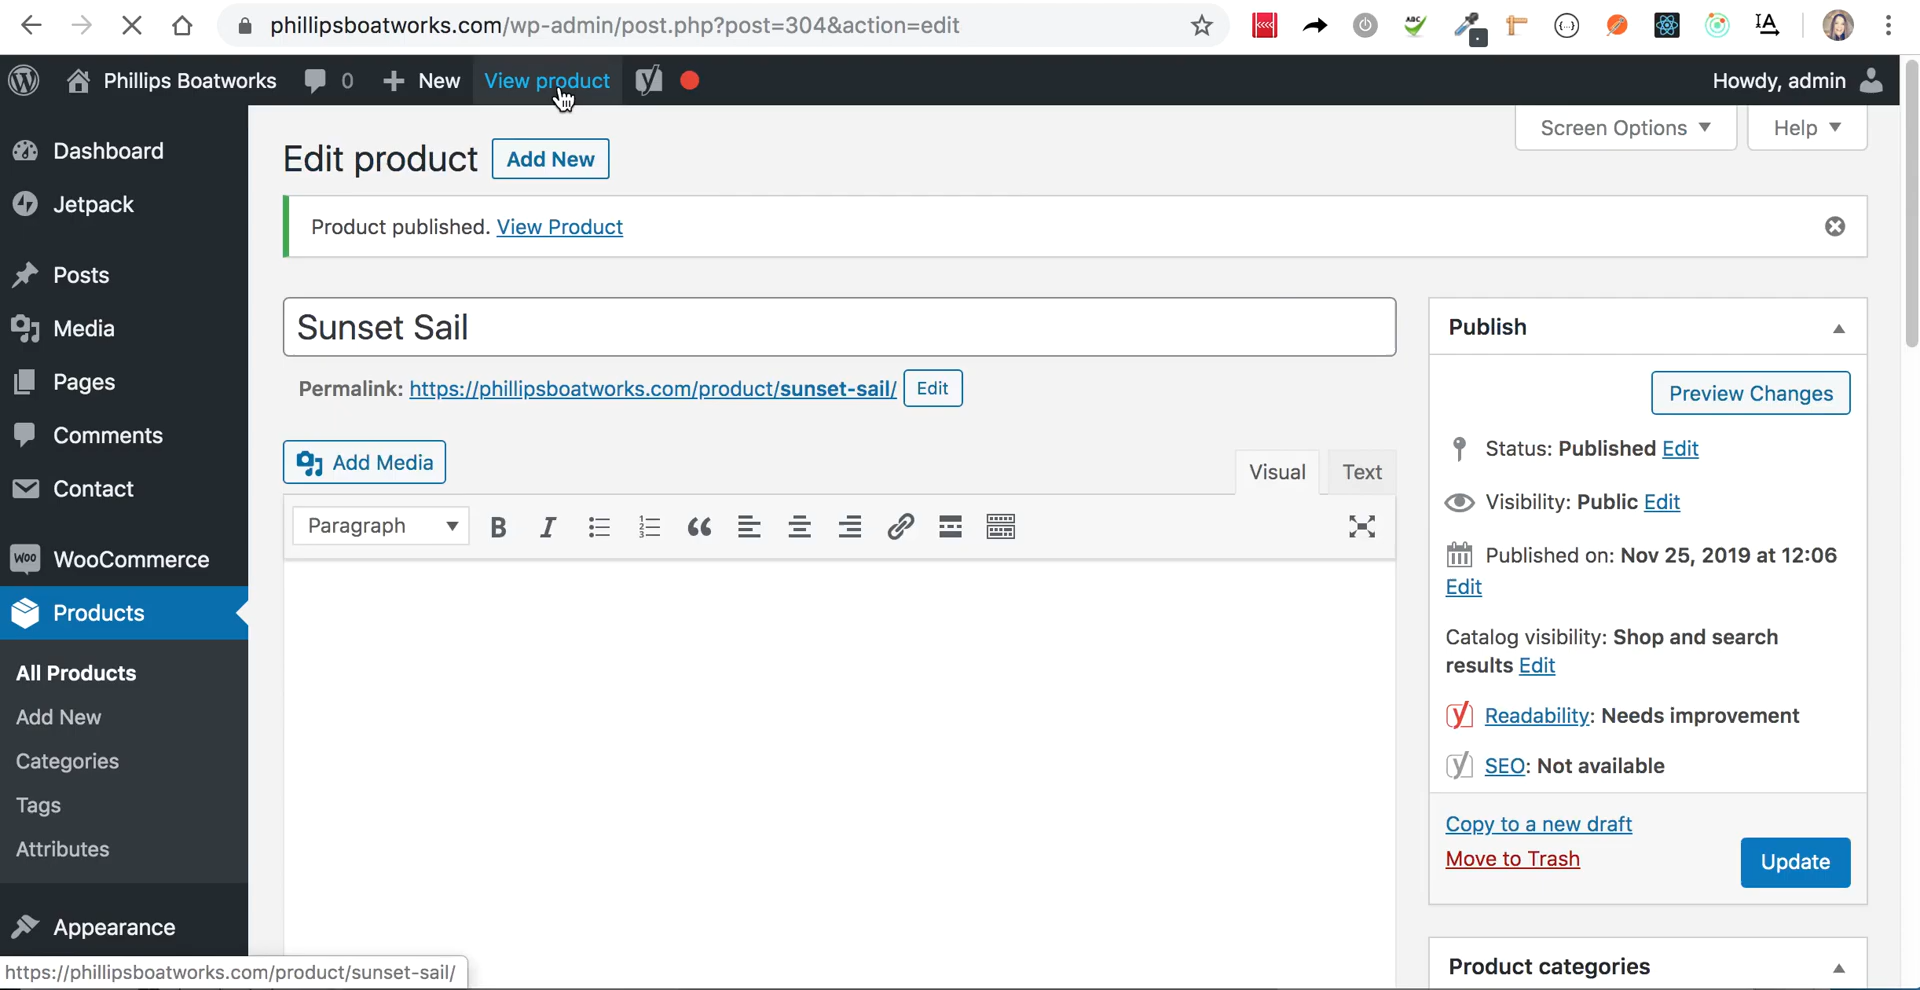 phillipsboatworks.com/wp-admin/post.php?post=304&action=edit
Phillips Boatworks
0
New
View product
Howdy, admin
Dashboard
Jetpack
Posts
Media
Pages
Comments
Contact
WooCommerce
Products
All Products
Add New
Categories
Tags
Attributes
Appearance
Screen Options
Help
Edit product
Add New
Product published. View Product
Sunset Sail
Permalink: https://phillipsboatworks.com/product/sunset-sail/ Edit
Add Media
Visual
Text
Paragraph
Publish
Preview Changes
Status: Published Edit
Visibility: Public Edit
Published on: Nov 25, 2019 at 12:06
Edit
Catalog visibility: Shop and search
results Edit
Readability: Needs improvement
SEO: Not available
Copy to a new draft
Move to Trash
Update
Product categories
https://phillipsboatworks.com/product/sunset-sail/